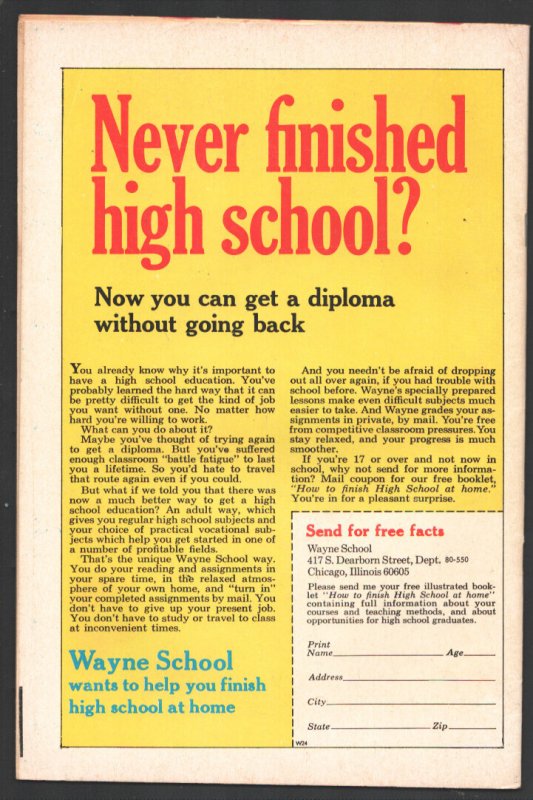 Never finished
high school?
Now you can get a diploma
without going back
You already know why it's important to
have a high school education. You've
probably learned the hard way that it can
be pretty difficult to get the kind of job
you want without one. No matter how
hard you're willing to work.
What can you do about it?
Maybe you've thought of trying again
to get a diploma. But you've suffered
enough classroom "battle fatigue" to last
you a lifetime. So you'd hate to travel
that route again even if you could.
But what if we told you that there was
now a much better way to get a high
school education? An adult way, which
gives you regular high school subjects and
your choice of practical vocational sub-
jects which help you get started in one of
a number of profitable fields.
That's the unique Wayne School way.
You do your reading and assignments in
your spare time, in the relaxed atmos-
phere of your own home, and "turn in"
your completed assignments by mail. You
don't have to give up your present job.
You don't have to study or travel to class
at inconvenient times.
Wayne School
wants to help you finish
high school at home
And you needn't be afraid of dropping
out all over again, if you had trouble with
school before. Wayne's specially prepared
lessons make even difficult subjects much
easier to take. And Wayne grades your as-
signments in private, by mail. You're free
from competitive classroom pressures. You
stay relaxed, and your progress is much
smoother.
If you're 17 or over and not now in
school, why not send for more informa-
tion? Mail coupon for our free booklet,
"How to finish High School at home."
You're in for a pleasant surprise.
Send for free facts
Wayne School
417 S. Dearborn Street, Dept. 80-550
Chicago, Illinois 60605
Please send me your free illustrated book-
let "How to finish High School at home"
containing full information about your
courses and teaching methods, and about
opportunities for high school graduates.
Print
Name Age
Address
City
State Zip
W24